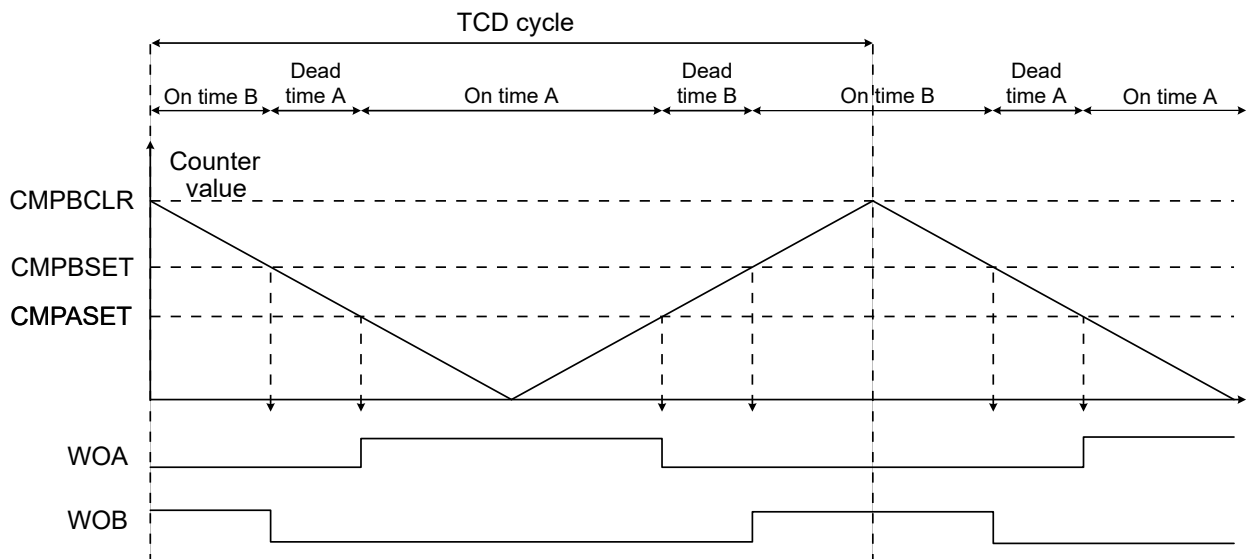 TCD cycle
On time B
Dead
time A
On time A
Dead
time B
On time B
Dead
time A
On time A
Counter
value
CMPBCLR
CMPBSET
CMPASET
WOA
WOB